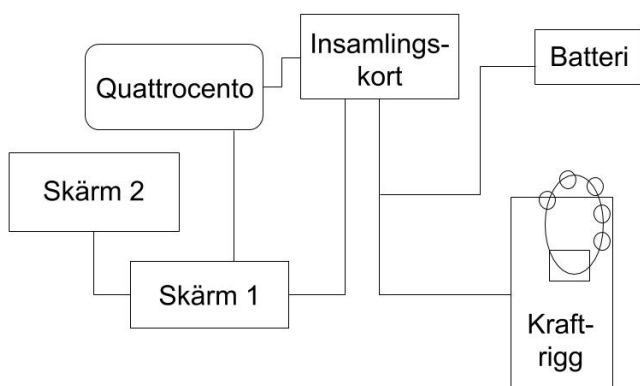 Insamlings-
kort
Batteri
Quattrocento
Skärm 2
Skärm 1
Kraft-
rigg